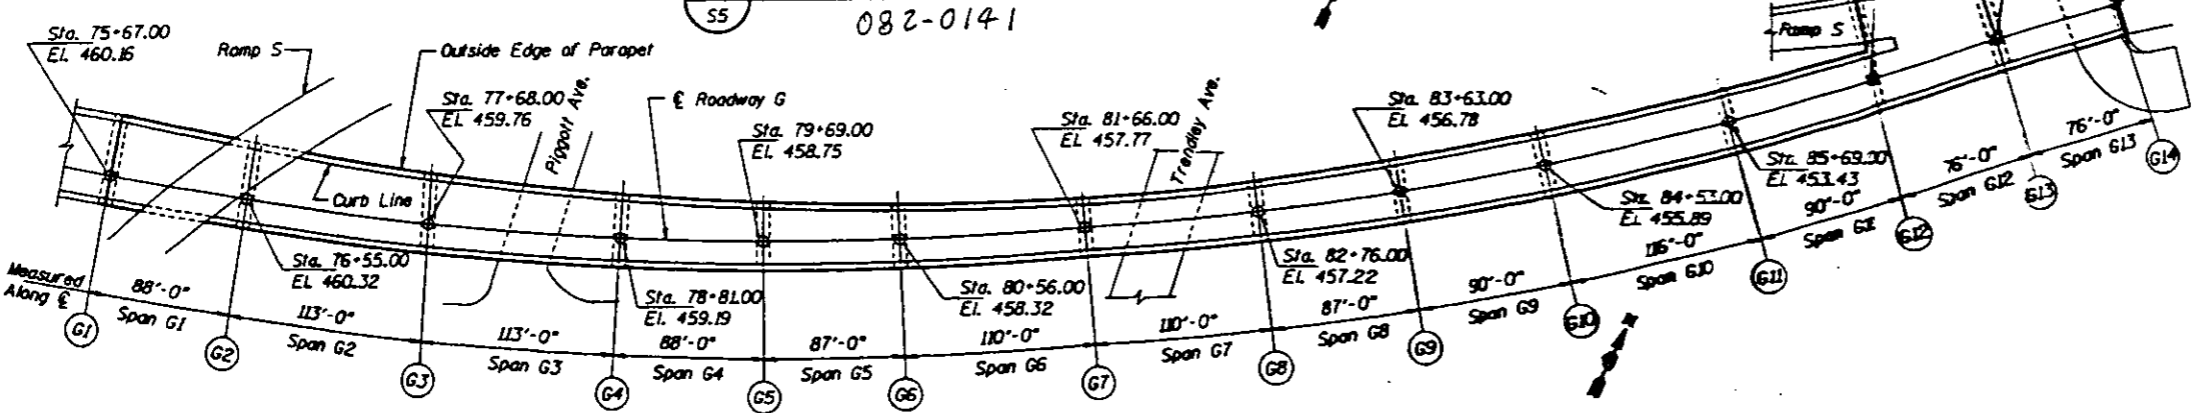 S5
082-0141
Sta. 75+67.00
El. 460.16
Ramp S
Outside Edge of Parapet
Sta. 77+68.00
El. 459.76
Piggott Ave.
℄ Roadway G
Sta. 79+69.00
El. 458.75
Sta. 81+66.00
El. 457.77
Trendley Ave.
Sta. 83+63.00
El. 456.78
Ramp S
Curb Line
Sta. 76+55.00
El. 460.32
Sta. 78+81.00
El. 459.19
Sta. 80+56.00
El. 458.32
Sta. 82+76.00
El. 457.22
Sta. 84+53.00
El. 455.89
Sta. 85+69.00
El. 453.43
Measured
Along ℄
88'-0"
Span G1
113'-0"
Span G2
113'-0"
Span G3
88'-0"
Span G4
87'-0"
Span G5
110'-0"
Span G6
110'-0"
Span G7
87'-0"
Span G8
90'-0"
Span G9
116'-0"
Span G10
90'-0"
Span G11
76'-0"
Span G12
76'-0"
Span G13
G1
G2
G3
G4
G5
G6
G7
G8
G9
G10
G11
G12
G13
G14